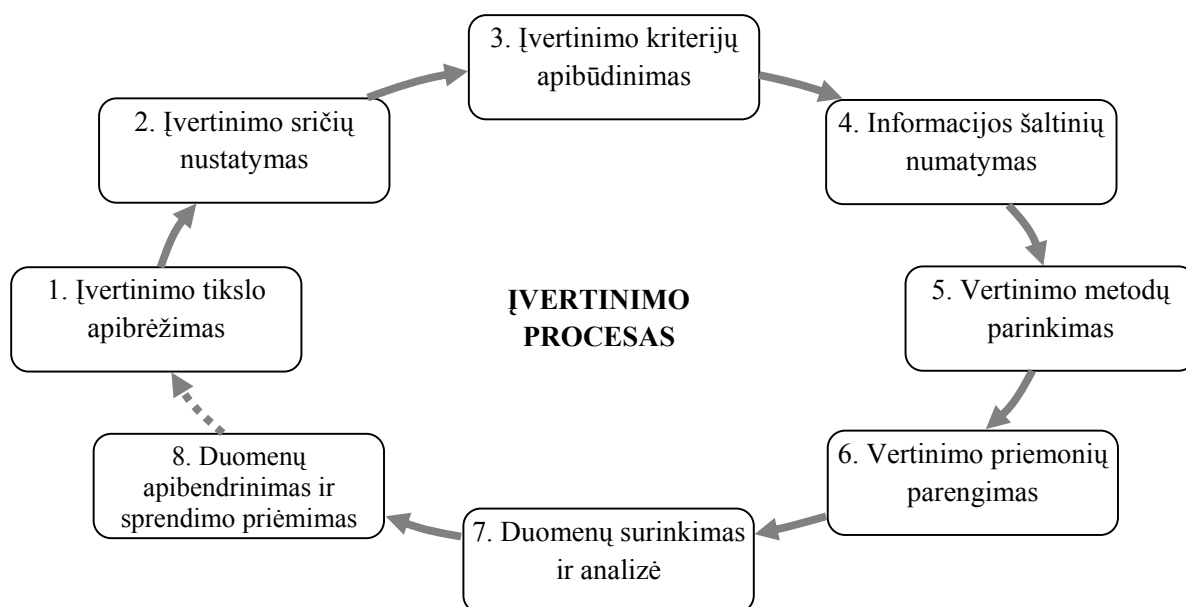 3. Įvertinimo kriterijų
apibūdinimas
2. Įvertinimo sričių
nustatymas
4. Informacijos šaltinių
numatymas
1. Įvertinimo tikslo
apibrėžimas
ĮVERTINIMO
PROCESAS
5. Vertinimo metodų
parinkimas
8. Duomenų
apibendrinimas ir
sprendimo priėmimas
6. Vertinimo priemonių
parengimas
7. Duomenų surinkimas
ir analizė